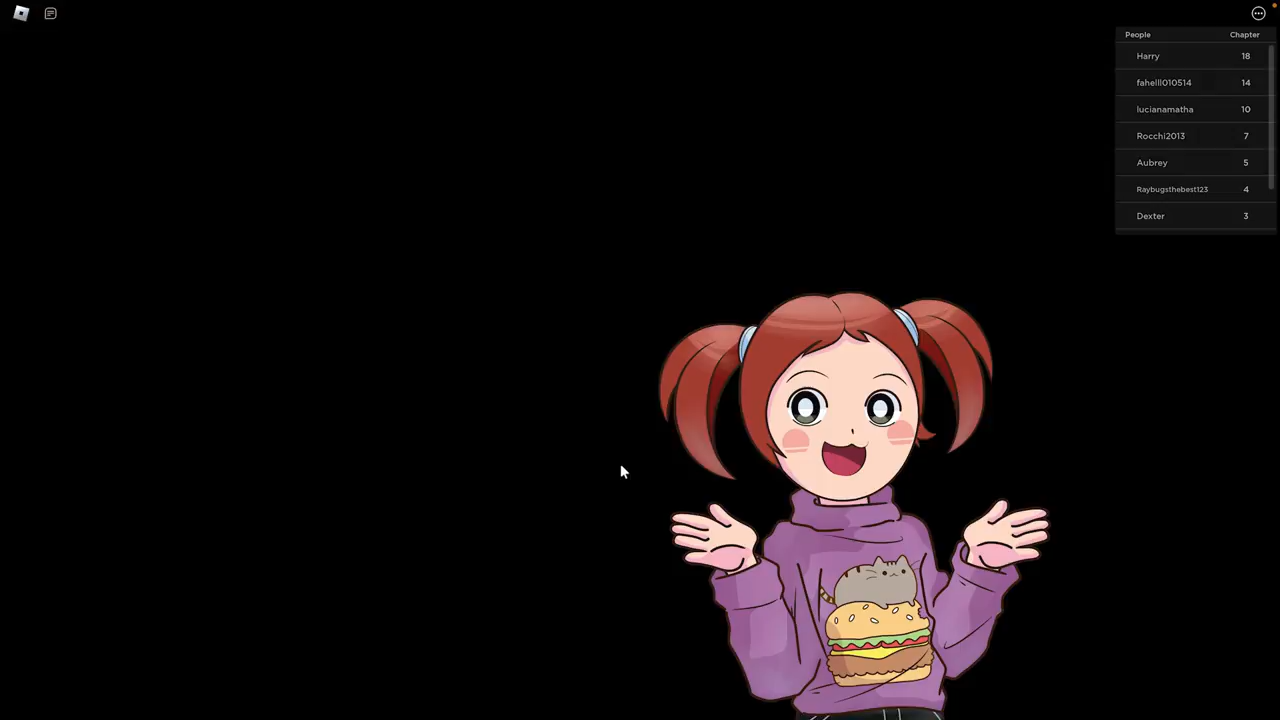 People Chapter
Harry 18
fahelll010514 14
lucianamatha 10
Rocchi2013 7
Aubrey 5
Raybugsthebest123 4
Dexter 3